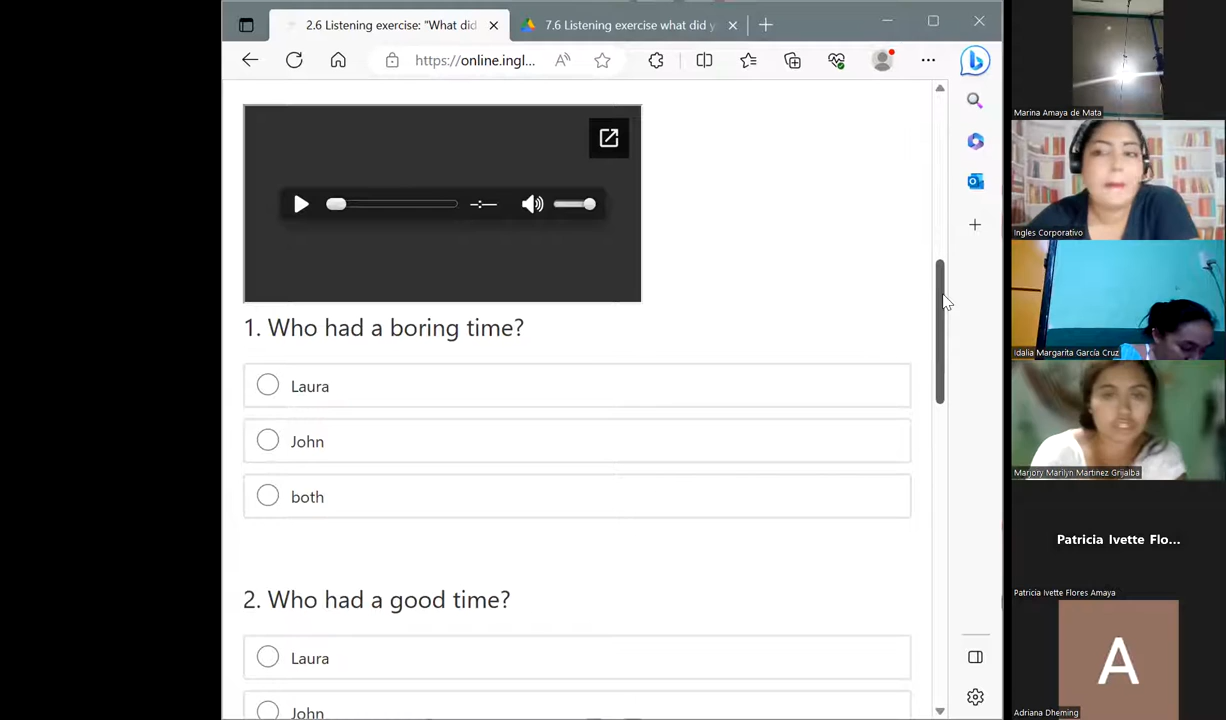 2.6 Listening exercise: "What did
7.6 Listening exercise what did y
https://online.ingl...
1. Who had a boring time?
Laura
John
both
2. Who had a good time?
Laura
John
Marina Amaya de Mata
Ingles Corporativo
Idalia Margarita García Cruz
Marjory Marilyn Martinez Grijalba
Patricia Ivette Flo...
Patricia Ivette Flores Amaya
A
Adriana Dheming